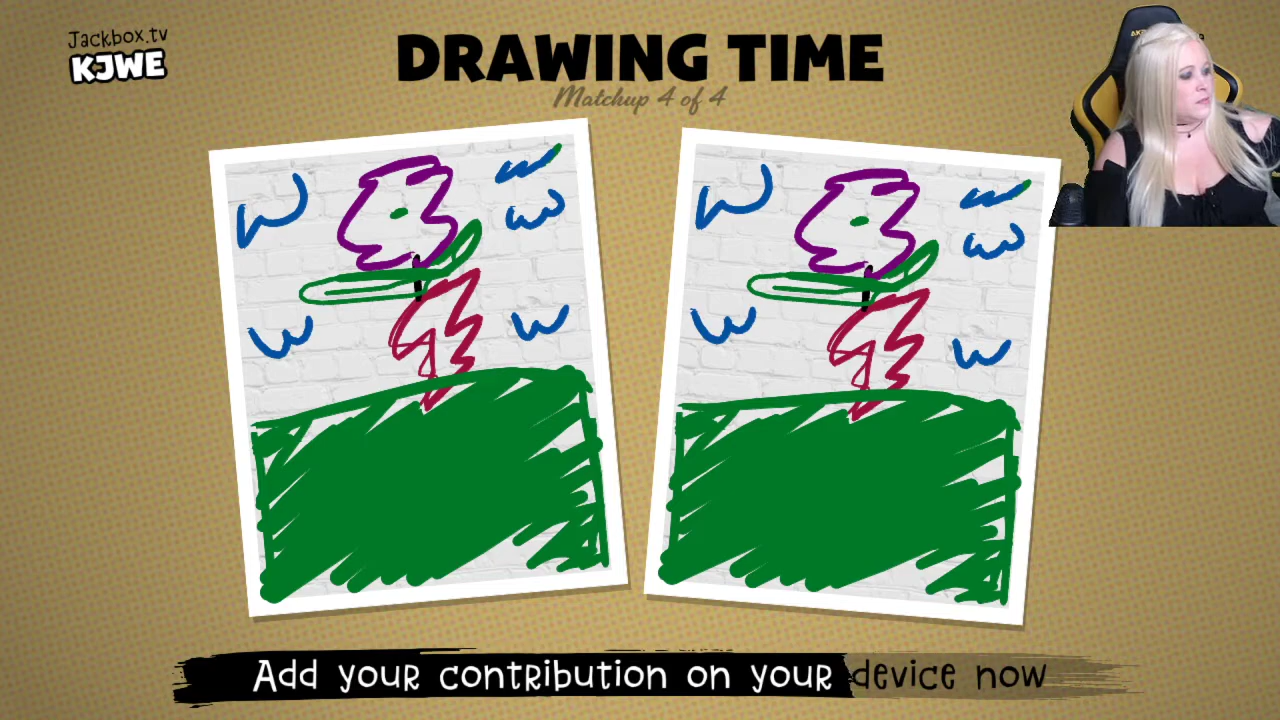 Jackbox.tv
KJWE
DRAWING TIME
Matchup 4 of 4
Add your contribution on your device now